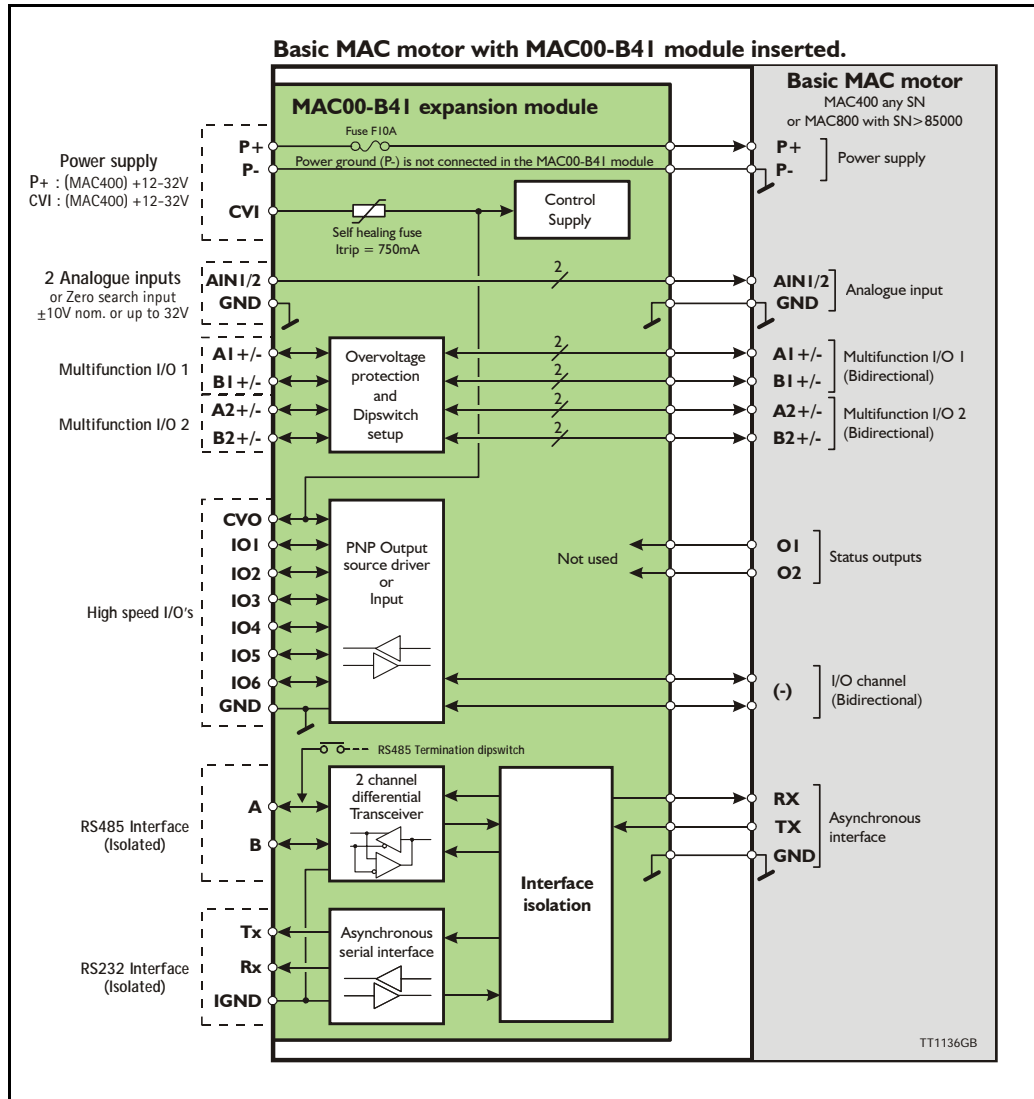 Basic MAC motor with MAC00-B41 module inserted.
MAC00-B41 expansion module
Basic MAC motor
MAC400 any SN
or MAC800 with SN>85000
Power supply
P+ : (MAC400) +12-32V
CVI : (MAC400) +12-32V
P+
P-
CVI
Fuse F10A
Power ground (P-) is not connected in the MAC00-B41 module
Self healing fuse
Itrip = 750mA
Control
Supply
P+
P-
Power supply
2 Analogue inputs
or Zero search input
±10V nom. or up to 32V
AIN1/2
GND
2
AIN1/2
GND
Analogue input
Multifunction I/O 1
Multifunction I/O 2
A1+/-
B1+/-
A2+/-
B2+/-
Overvoltage
protection
and
Dipswitch
setup
2
2
2
2
A1+/-
B1+/-
A2+/-
B2+/-
Multifunction I/O 1
(Bidirectional)
Multifunction I/O 2
(Bidirectional)
High speed I/O's
CVO
IO1
IO2
IO3
IO4
IO5
IO6
GND
PNP Output
source driver
or
Input
Not used
O1
O2
Status outputs
(-)
I/O channel
(Bidirectional)
RS485 Termination dipswitch
RS485 Interface
(Isolated)
A
B
2 channel
differential
Transceiver
Interface
isolation
RX
TX
GND
Asynchronous
interface
RS232 Interface
(Isolated)
Tx
Rx
IGND
Asynchronous
serial interface
TT1136GB